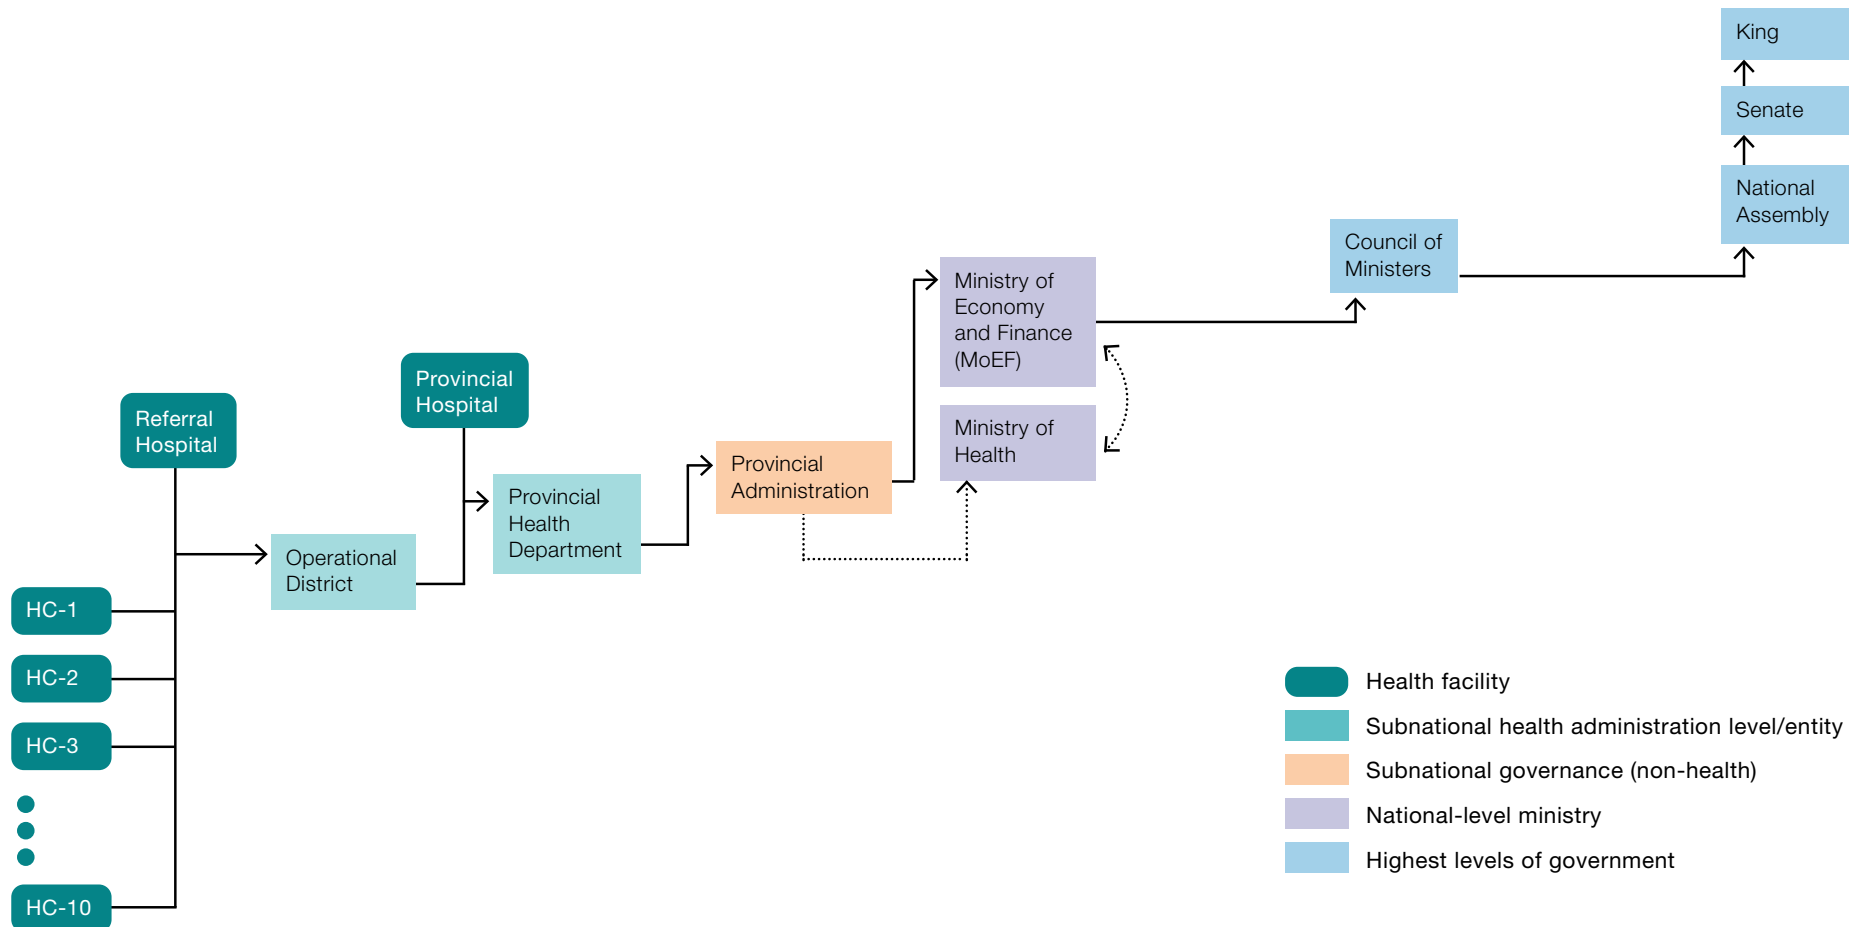 King
Senate
National
Assembly
Council of
Ministers
Ministry of
Economy
and Finance
(MoEF)
Ministry of
Health
Provincial
Hospital
Referral
Hospital
Provincial
Administration
Provincial
Health
Department
Operational
District
HC-1
HC-2
HC-3
HC-10
Health facility
Subnational health administration level/entity
Subnational governance (non-health)
National-level ministry
Highest levels of government